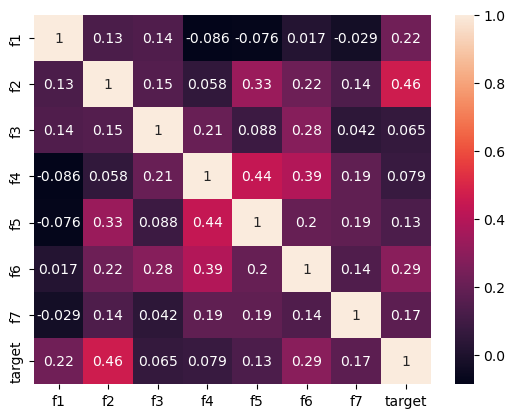 f1 1 0.13 0.14 -0.086 -0.076 0.017 -0.029 0.22
f2 0.13 1 0.15 0.058 0.33 0.22 0.14 0.46
f3 0.14 0.15 1 0.21 0.088 0.28 0.042 0.065
f4 -0.086 0.058 0.21 1 0.44 0.39 0.19 0.079
f5 -0.076 0.33 0.088 0.44 1 0.2 0.19 0.13
f6 0.017 0.22 0.28 0.39 0.2 1 0.14 0.29
f7 -0.029 0.14 0.042 0.19 0.19 0.14 1 0.17
target 0.22 0.46 0.065 0.079 0.13 0.29 0.17 1
f1 f2 f3 f4 f5 f6 f7 target
1.0
0.8
0.6
0.4
0.2
0.0